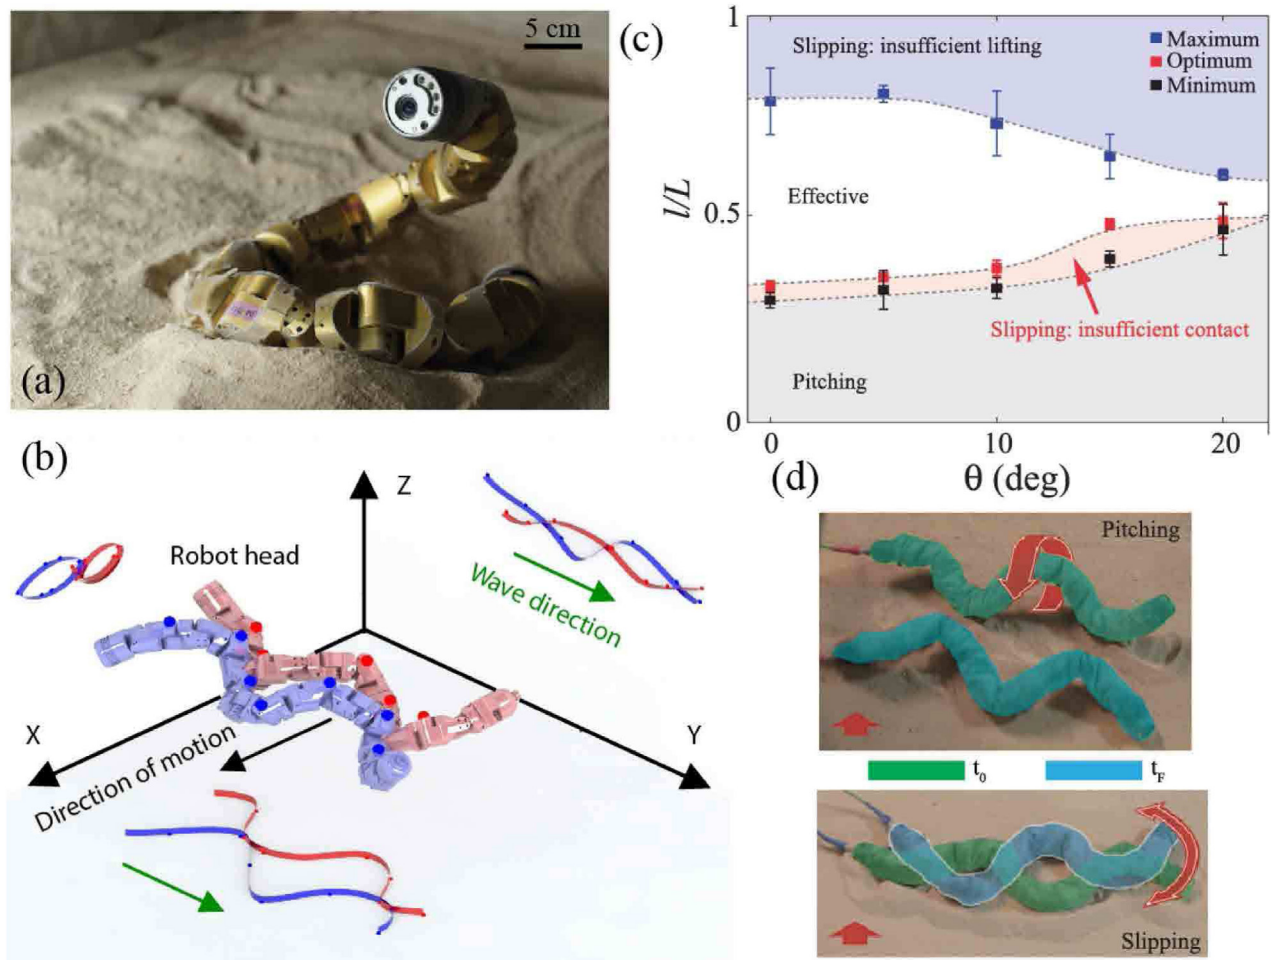 5 cm
(a)
(c)
1
0.5
0
l/L
Slipping: insufficient lifting
Maximum
Optimum
Minimum
Effective
Slipping: insufficient contact
Pitching
0
10
20
θ (deg)
(b)
Z
Robot head
Wave direction
X
Y
Direction of motion
(d)
Pitching
t0
tF
Slipping